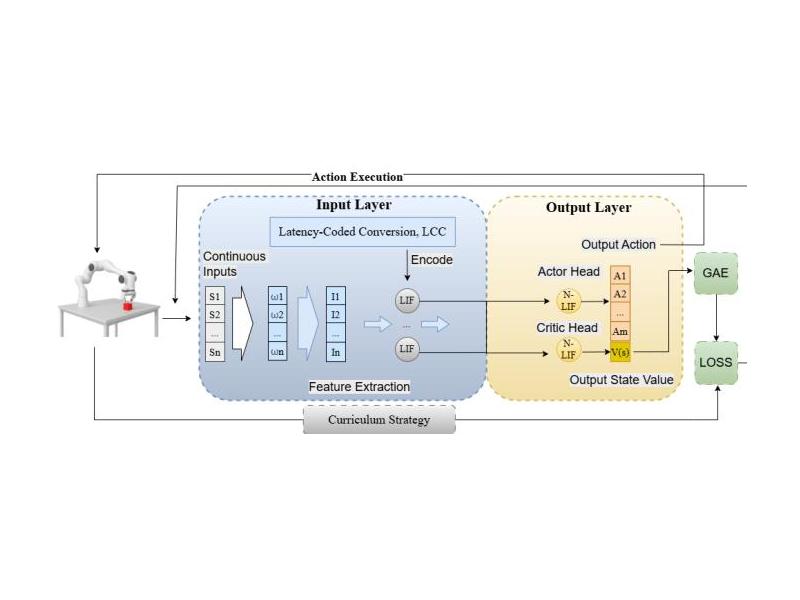 Action Execution
Input Layer
Output Layer
Latency-Coded Conversion, LCC
Output Action
Continuous
Inputs
Encode
Actor Head
GAE
S1
S2
...
Sn
ω1
ω2
...
ωn
I1
I2
...
In
LIF
...
LIF
N-
LIF
Critic Head
N-
LIF
A1
A2
...
Am
V(s)
LOSS
Output State Value
Feature Extraction
Curriculum Strategy